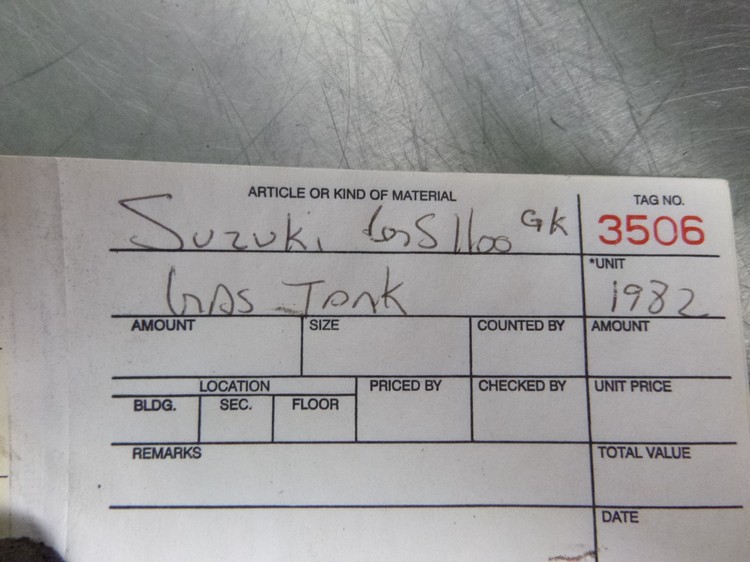 ARTICLE OR KIND OF MATERIAL
TAG NO.
Suzuki GS1100 GK
3506
*UNIT
GAS TANK
1982
AMOUNT SIZE COUNTED BY AMOUNT
LOCATION PRICED BY CHECKED BY UNIT PRICE
BLDG. SEC. FLOOR
REMARKS TOTAL VALUE
DATE